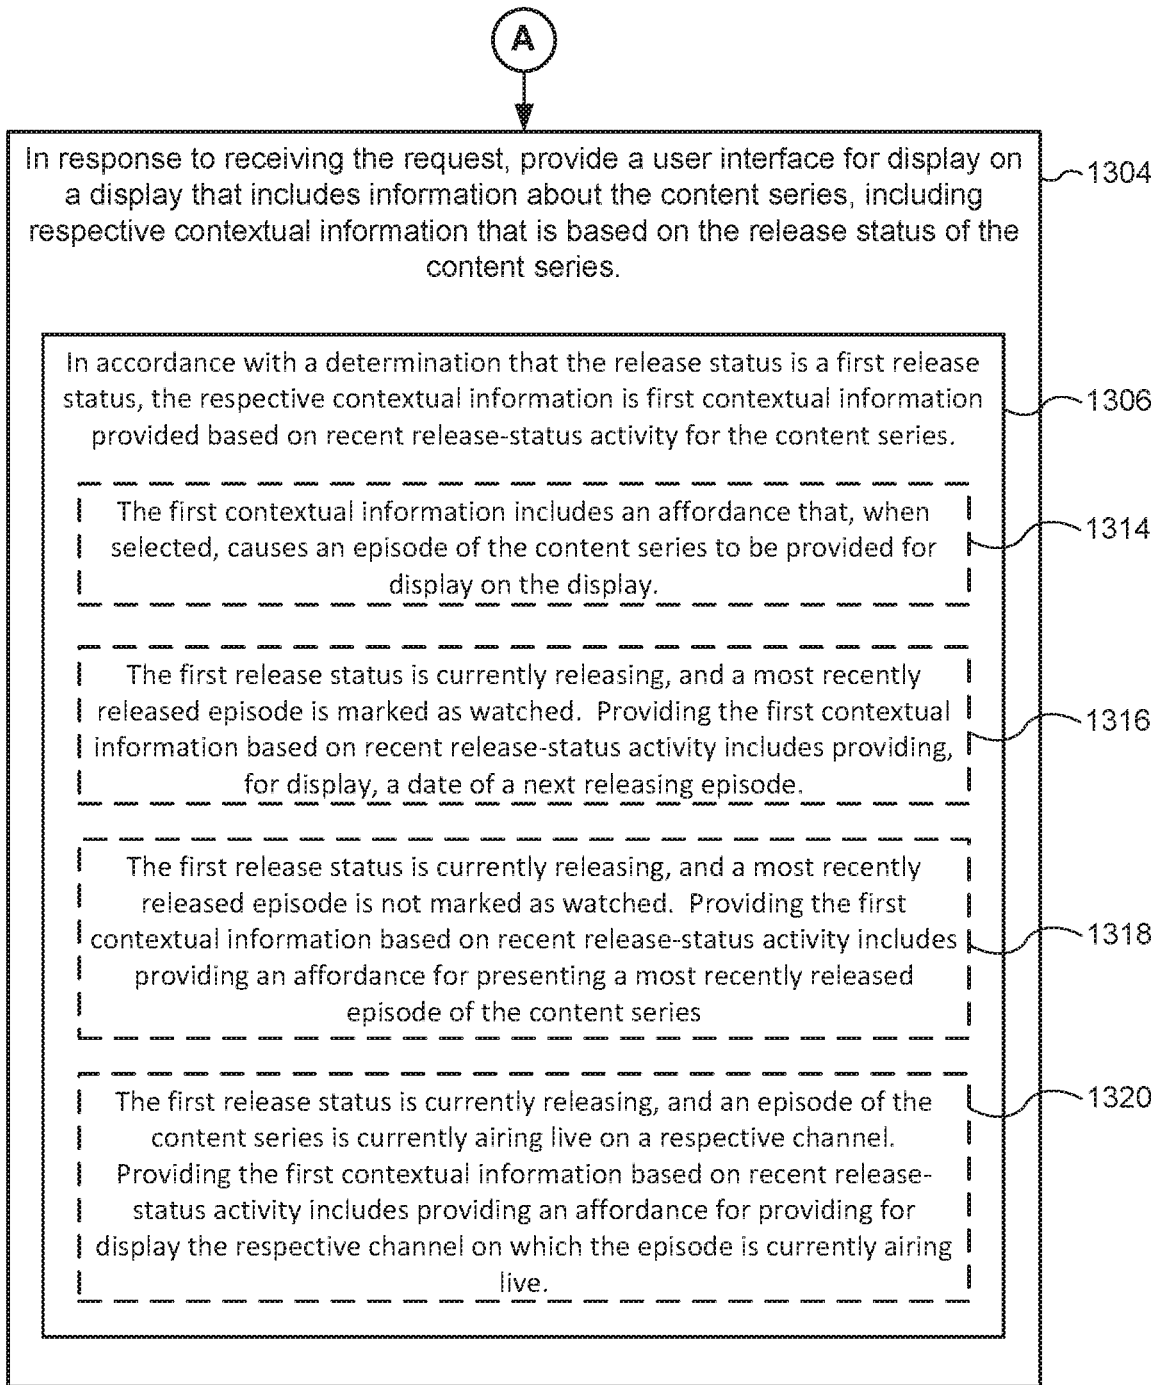 A
In response to receiving the request, provide a user interface for display on
a display that includes information about the content series, including
respective contextual information that is based on the release status of the
content series.
1304
In accordance with a determination that the release status is a first release
status, the respective contextual information is first contextual information
provided based on recent release-status activity for the content series.
1306
The first contextual information includes an affordance that, when
selected, causes an episode of the content series to be provided for
display on the display.
1314
The first release status is currently releasing, and a most recently
released episode is marked as watched. Providing the first contextual
information based on recent release-status activity includes providing,
for display, a date of a next releasing episode.
1316
The first release status is currently releasing, and a most recently
released episode is not marked as watched. Providing the first
contextual information based on recent release-status activity includes
providing an affordance for presenting a most recently released
episode of the content series
1318
The first release status is currently releasing, and an episode of the
content series is currently airing live on a respective channel.
Providing the first contextual information based on recent release-
status activity includes providing an affordance for providing for
display the respective channel on which the episode is currently airing
live.
1320